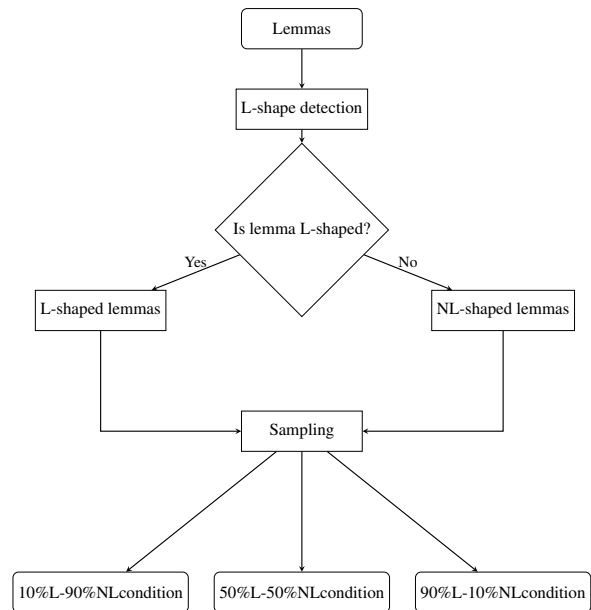 Lemmas
L-shape detection
Is lemma L-shaped?
Yes
No
L-shaped lemmas
NL-shaped lemmas
Sampling
10%L-90%NLcondition
50%L-50%NLcondition
90%L-10%NLcondition